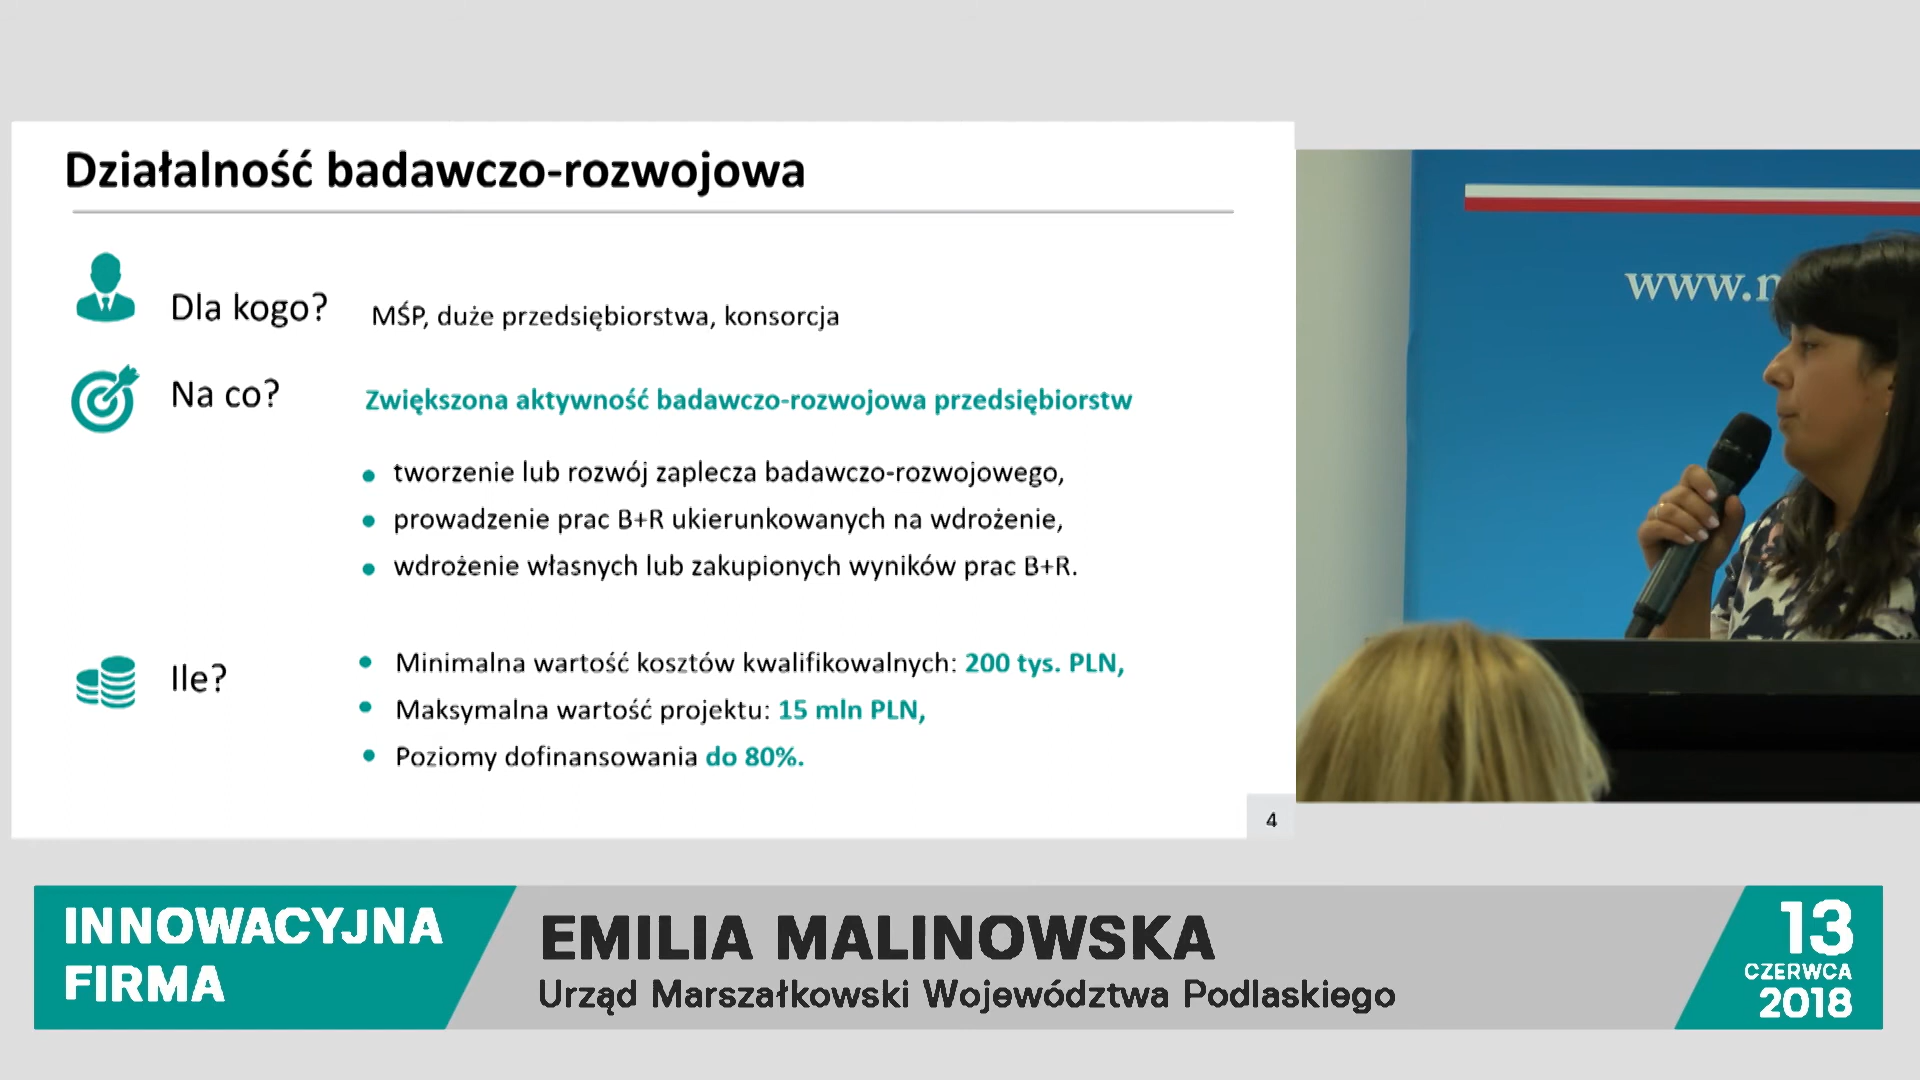 Działalność badawczo-rozwojowa
Dla kogo?
MŚP, duże przedsiębiorstwa, konsorcja
Na co?
Zwiększona aktywność badawczo-rozwojowa przedsiębiorstw
tworzenie lub rozwój zaplecza badawczo-rozwojowego,
prowadzenie prac B+R ukierunkowanych na wdrożenie,
wdrożenie własnych lub zakupionych wyników prac B+R.
Ile?
Minimalna wartość kosztów kwalifikowalnych: 200 tys. PLN,
Maksymalna wartość projektu: 15 mln PLN,
Poziomy dofinansowania do 80%.
4
www.
INNOWACYJNA
FIRMA
EMILIA MALINOWSKA
Urząd Marszałkowski Województwa Podlaskiego
13
CZERWCA
2018